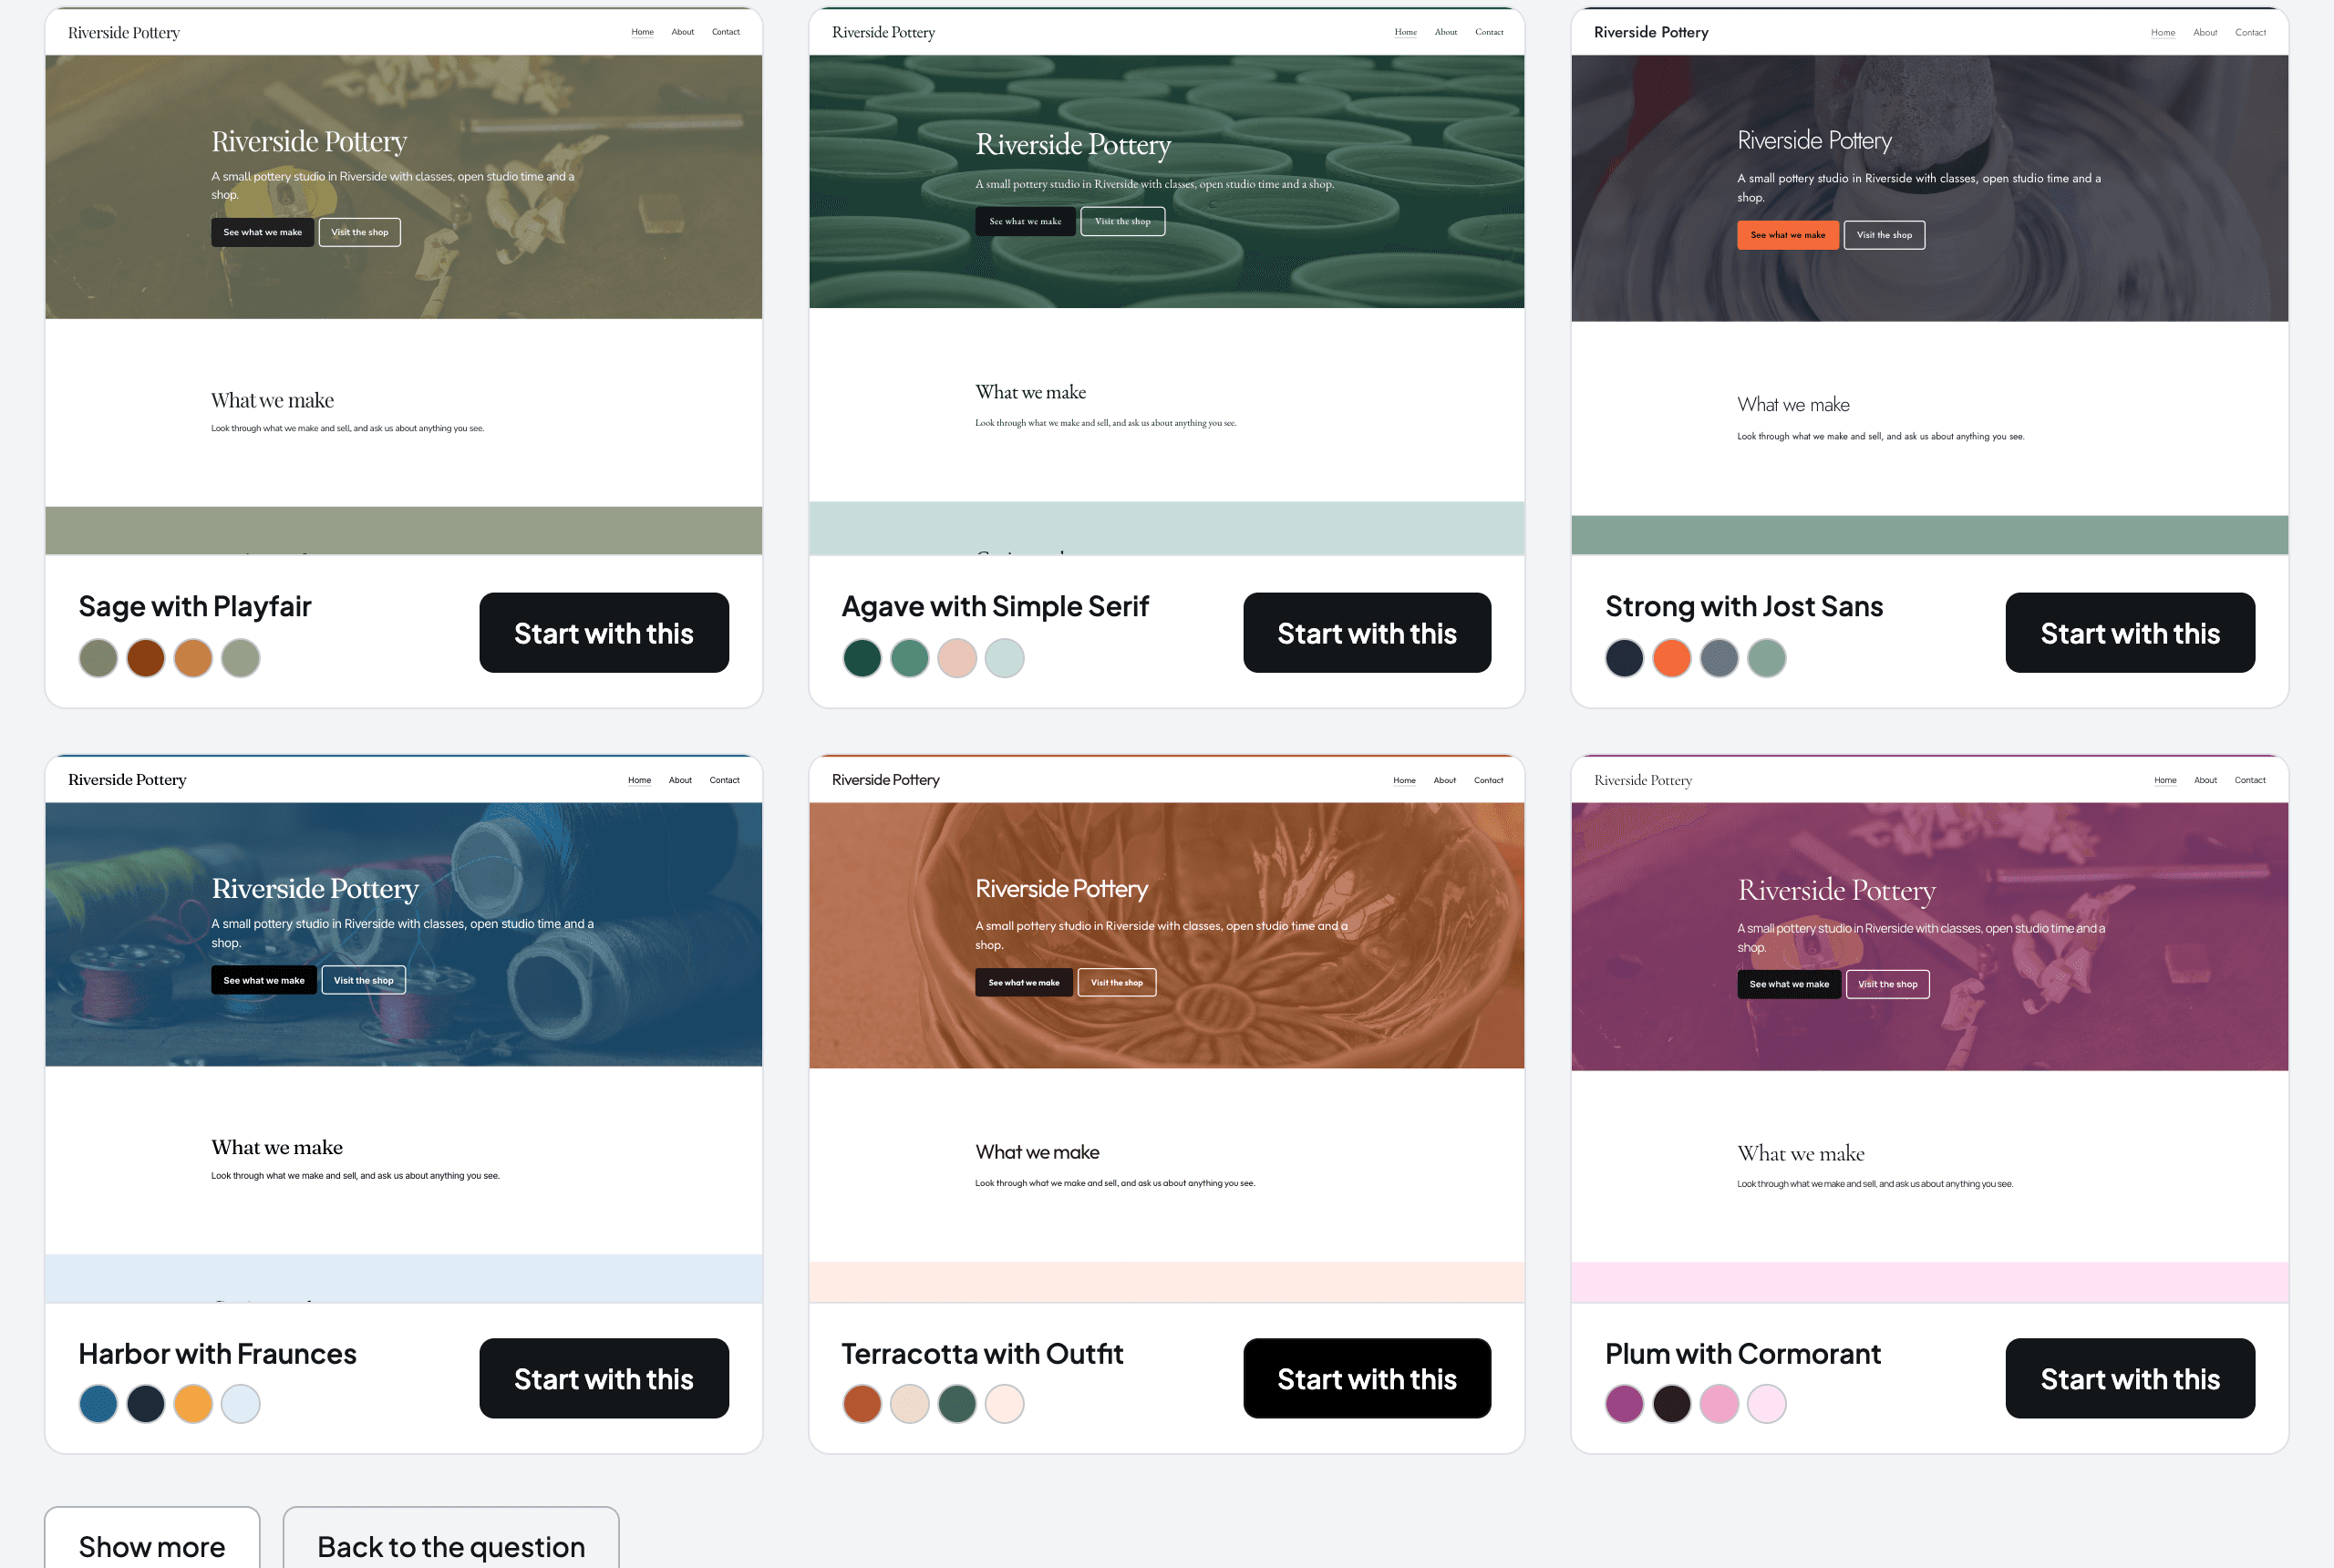 Riverside Pottery
Home About Contact
Riverside Pottery
A small pottery studio in Riverside with classes, open studio time and a
shop.
See what we make Visit the shop
What we make
Look through what we make and sell, and ask us about anything you see.
Sage with Playfair
Start with this
Riverside Pottery
Home About Contact
Riverside Pottery
A small pottery studio in Riverside with classes, open studio time and a shop.
See what we make Visit the shop
What we make
Look through what we make and sell, and ask us about anything you see.
Agave with Simple Serif
Start with this
Riverside Pottery
Home About Contact
Riverside Pottery
A small pottery studio in Riverside with classes, open studio time and a
shop.
See what we make Visit the shop
What we make
Look through what we make and sell, and ask us about anything you see.
Strong with Jost Sans
Start with this
Riverside Pottery
Home About Contact
Riverside Pottery
A small pottery studio in Riverside with classes, open studio time and a
shop.
See what we make Visit the shop
What we make
Look through what we make and sell, and ask us about anything you see.
Harbor with Fraunces
Start with this
Riverside Pottery
Home About Contact
Riverside Pottery
A small pottery studio in Riverside with classes, open studio time and a
shop.
See what we make Visit the shop
What we make
Look through what we make and sell, and ask us about anything you see.
Terracotta with Outfit
Start with this
Riverside Pottery
Home About Contact
Riverside Pottery
A small pottery studio in Riverside with classes, open studio time and a
shop.
See what we make Visit the shop
What we make
Look through what we make and sell, and ask us about anything you see.
Plum with Cormorant
Start with this
Show more
Back to the question